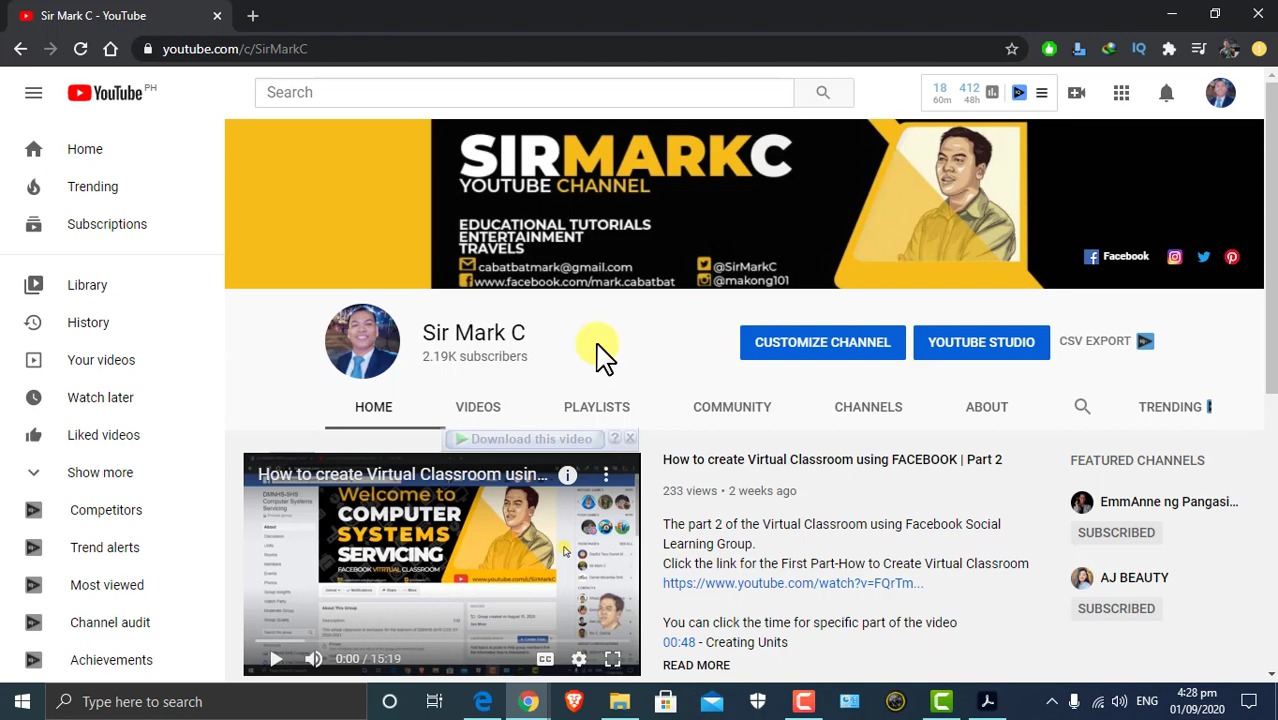 Sir Mark C - YouTube
youtube.com/c/SirMarkC
YouTube PH
Search
18 412
60m 48h
Home
Trending
Subscriptions
Library
History
Your videos
Watch later
Liked videos
Show more
Competitors
Trend alerts
Most viewed
Channel audit
Achievements
SIRMARKC
YOUTUBE CHANNEL
EDUCATIONAL TUTORIALS
ENTERTAINMENT
TRAVELS
cabatbatmark@gmail.com @SirMarkC
www.facebook.com/mark.cabatbat @makong101
Facebook
Sir Mark C
2.19K subscribers
CUSTOMIZE CHANNEL
YOUTUBE STUDIO
CSV EXPORT
HOME VIDEOS PLAYLISTS COMMUNITY CHANNELS ABOUT TRENDING
Download this video ? X
How to create Virtual Classroom usin...
DMNHS-SHS
Computer Systems
Servicing
Welcome to
COMPUTER
SYSTEMS
SERVICING
FACEBOOK VIRTUAL CLASSROOM
www.youtube.com/SirMarkC
About This Group
0:00 / 15:19
CC
How to create Virtual Classroom using FACEBOOK | Part 2
233 views • 2 weeks ago
The part 2 of the Virtual Classroom using Facebook Social
Learning Group.
Click the link for the First Part:How to Create Virtual Classroom
https://www.youtube.com/watch?v=FQrTm...
You can click the time for specific part of the video
00:48 - Creating Units
READ MORE
FEATURED CHANNELS
EmmAnne ng Pangasi...
SUBSCRIBED
AJ BEAUTY
SUBSCRIBED
Type here to search
ENG
4:28 pm
01/09/2020